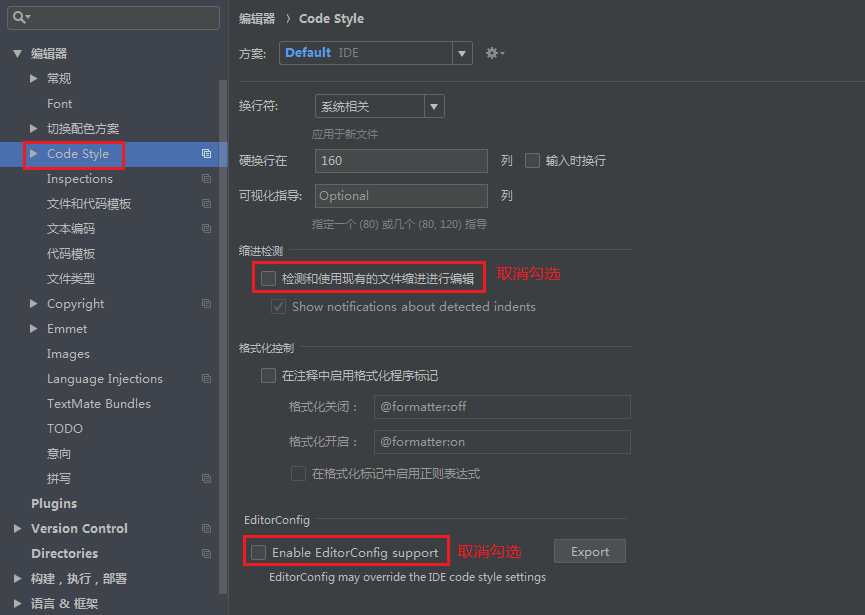 编辑器
常规
Font
切换配色方案
Code Style
Inspections
文件和代码模板
文本编码
代码模板
文件类型
Copyright
Emmet
Images
Language Injections
TextMate Bundles
TODO
意向
拼写
Plugins
Version Control
Directories
构建，执行，部署
语言 & 框架
编辑器 › Code Style
方案: Default IDE
换行符: 系统相关
应用于新文件
硬换行在 160 列 输入时换行
可视化指导: Optional 列
指定一个 (80) 或几个 (80, 120) 指导
缩进检测
检测和使用现有的文件缩进进行编辑 取消勾选
Show notifications about detected indents
格式化控制
在注释中启用格式化程序标记
格式化关闭： @formatter:off
格式化开启： @formatter:on
在格式化标记中启用正则表达式
EditorConfig
Enable EditorConfig support 取消勾选 Export
EditorConfig may override the IDE code style settings